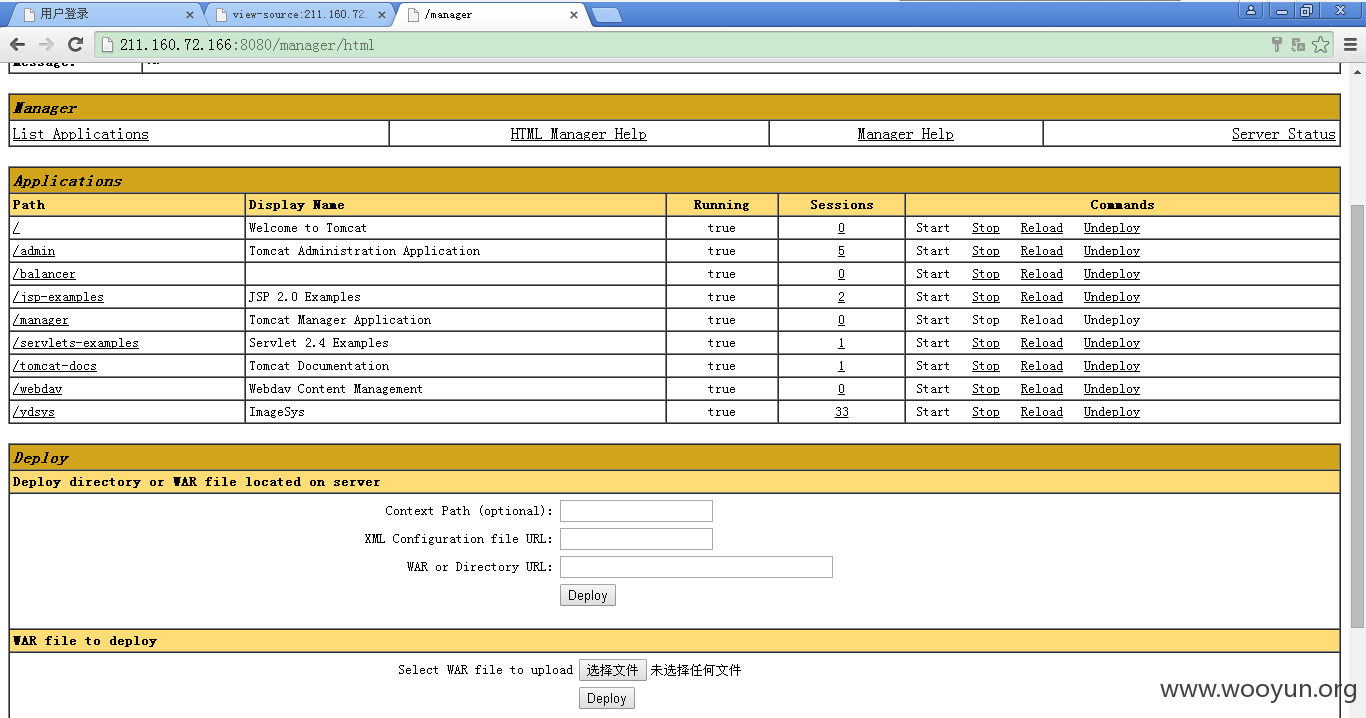 用户登录
view-source:211.160.72.
/manager
211.160.72.166:8080/manager/html
Message:
Manager
List Applications HTML Manager Help Manager Help Server Status
Applications
Path Display Name Running Sessions Commands
/ Welcome to Tomcat true 0 Start Stop Reload Undeploy
/admin Tomcat Administration Application true 5 Start Stop Reload Undeploy
/balancer true 0 Start Stop Reload Undeploy
/jsp-examples JSP 2.0 Examples true 2 Start Stop Reload Undeploy
/manager Tomcat Manager Application true 0 Start Stop Reload Undeploy
/servlets-examples Servlet 2.4 Examples true 1 Start Stop Reload Undeploy
/tomcat-docs Tomcat Documentation true 1 Start Stop Reload Undeploy
/webdav Webdav Content Management true 0 Start Stop Reload Undeploy
/ydsys ImageSys true 33 Start Stop Reload Undeploy
Deploy
Deploy directory or WAR file located on server
Context Path (optional):
XML Configuration file URL:
WAR or Directory URL:
Deploy
WAR file to deploy
Select WAR file to upload 选择文件 未选择任何文件
Deploy
www.wooyun.org